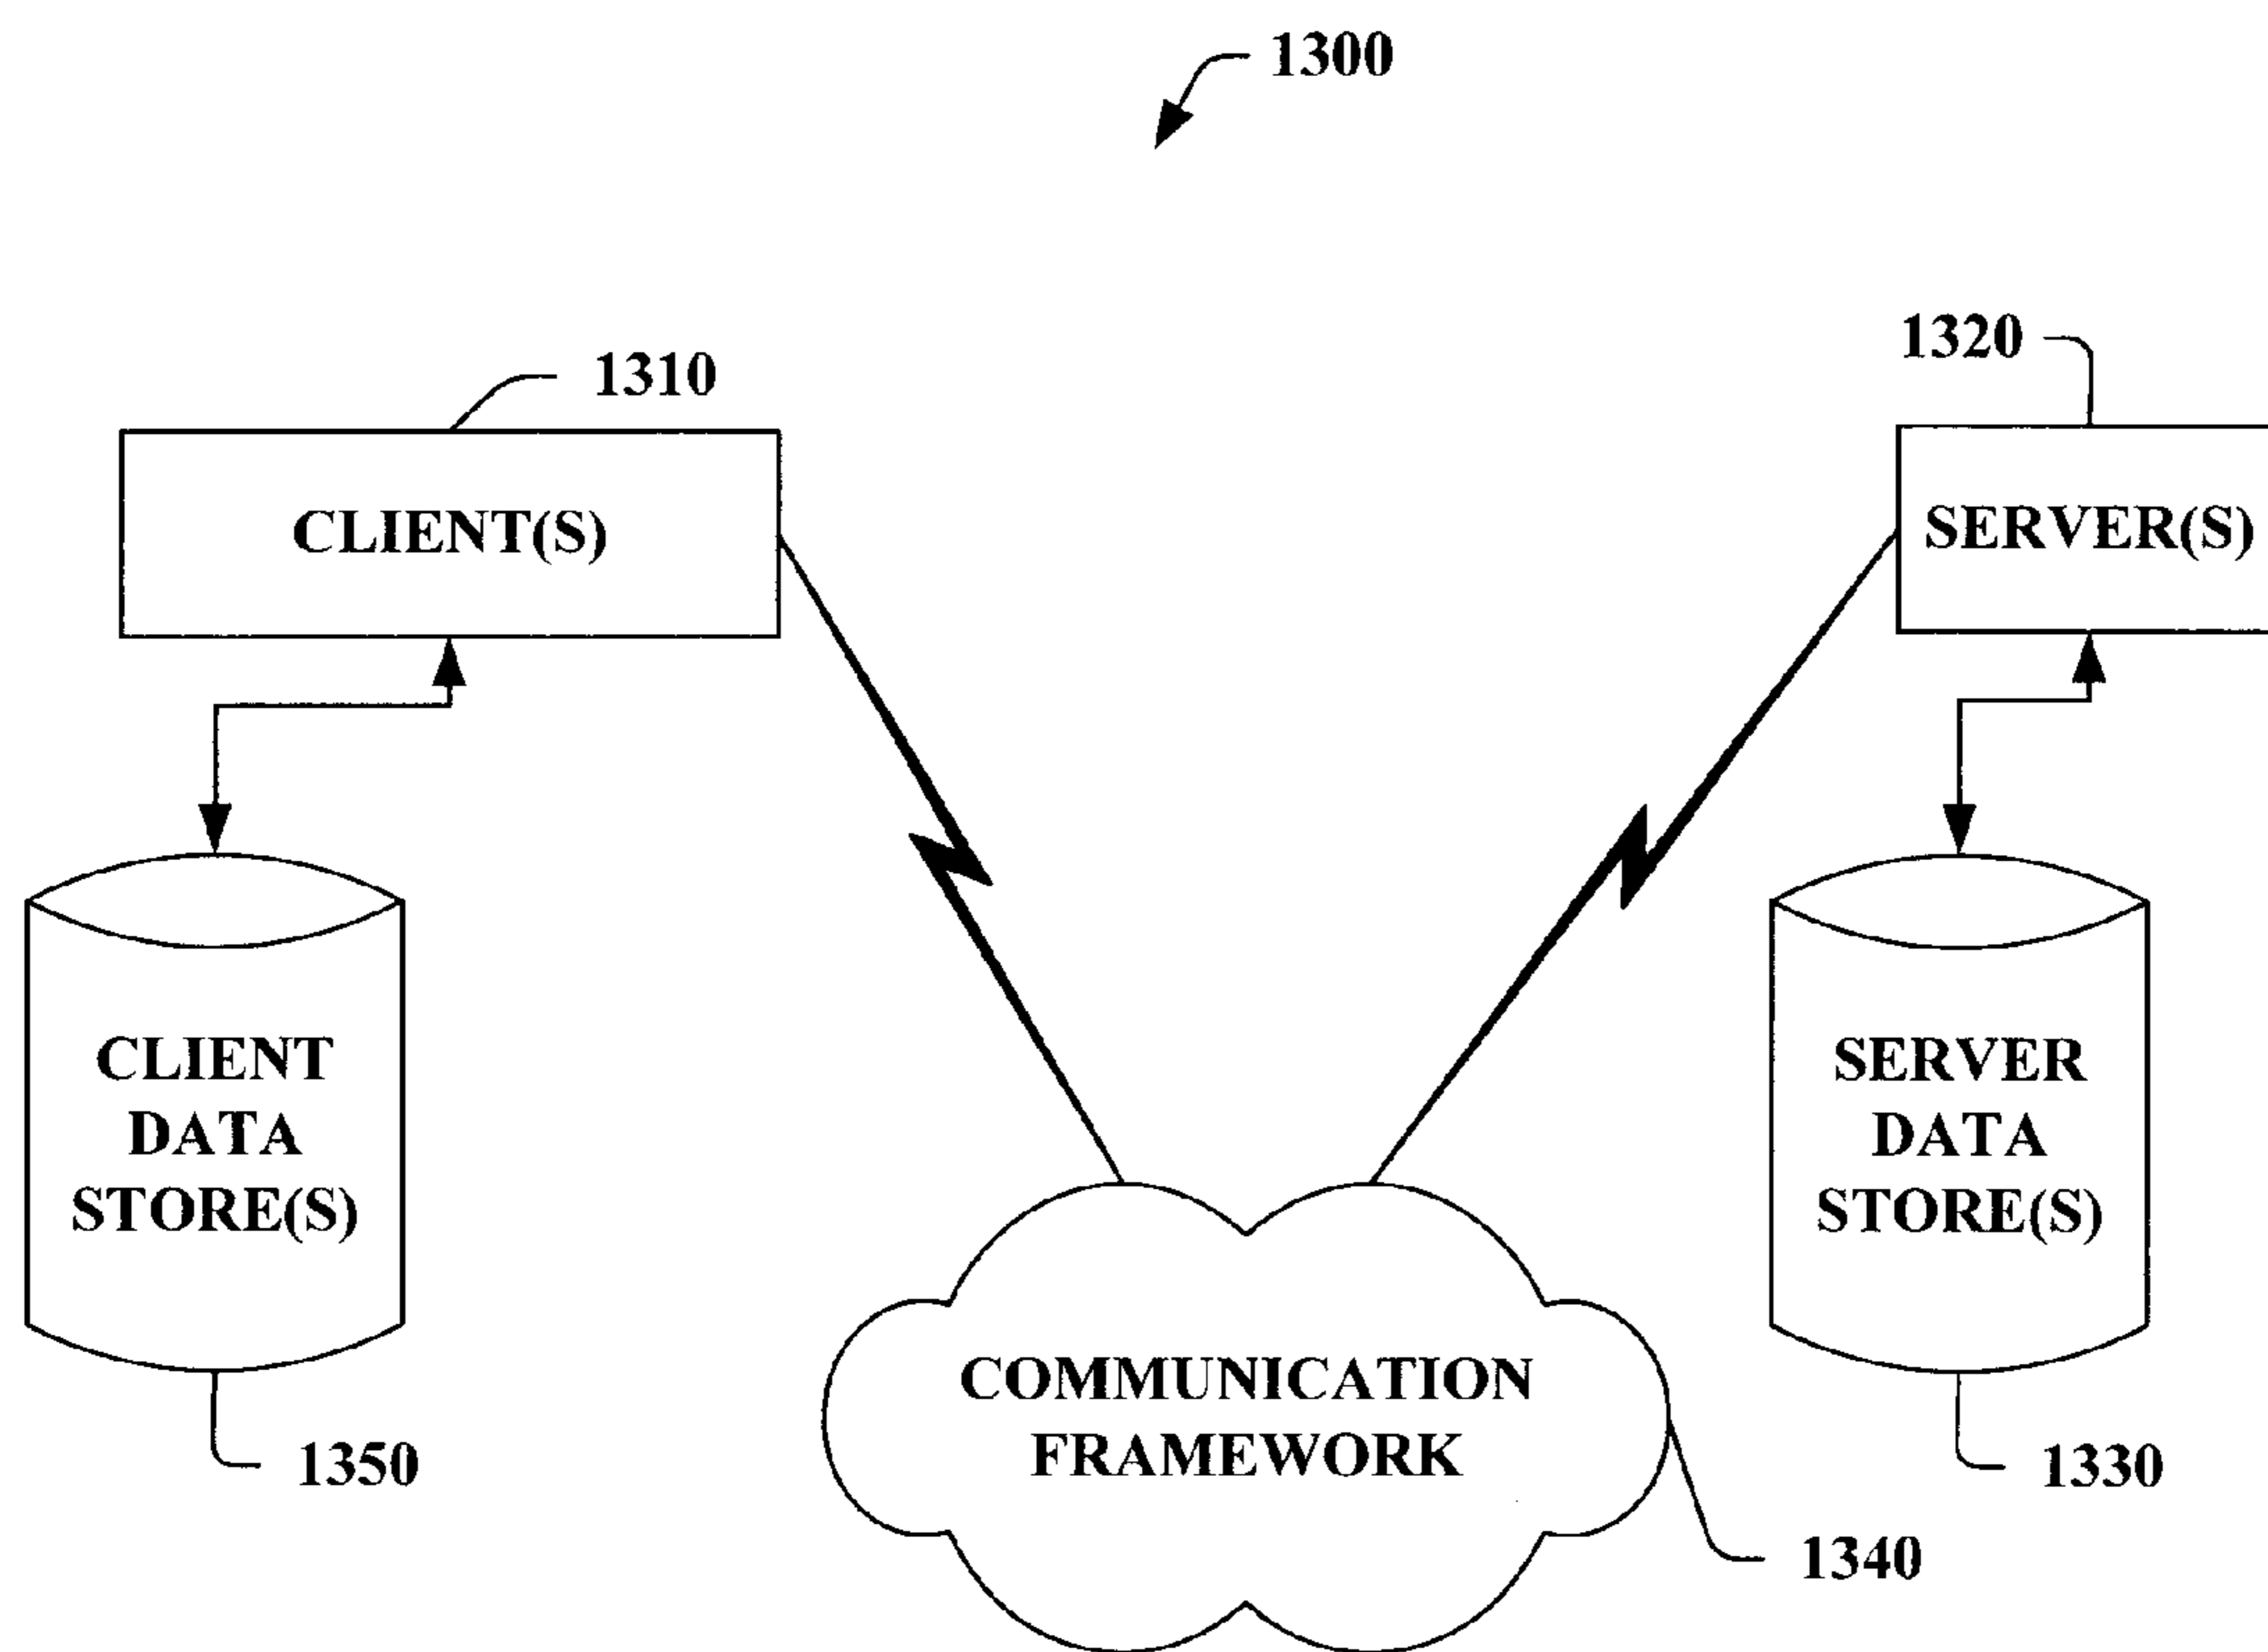 1300
1310
1320
CLIENT(S)
SERVER(S)
CLIENT
DATA
STORE(S)
SERVER
DATA
STORE(S)
COMMUNICATION
FRAMEWORK
1350
1330
1340